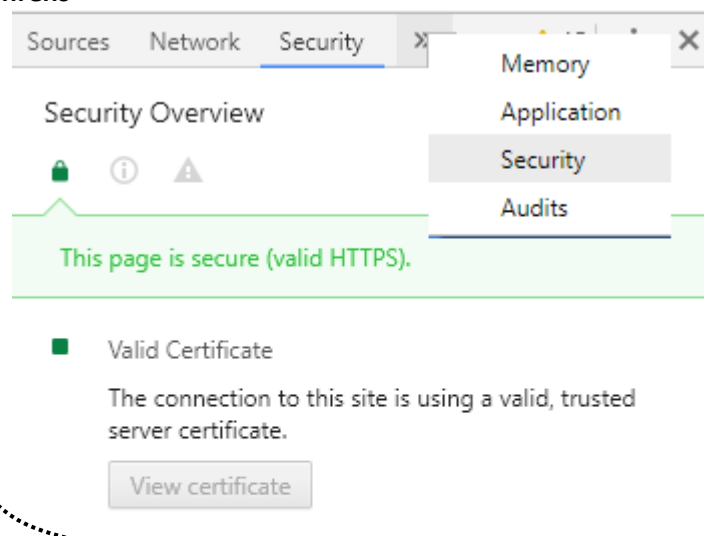 Sources Network Security »
Memory
Application
Security
Audits
Security Overview
This page is secure (valid HTTPS).
Valid Certificate
The connection to this site is using a valid, trusted
server certificate.
View certificate